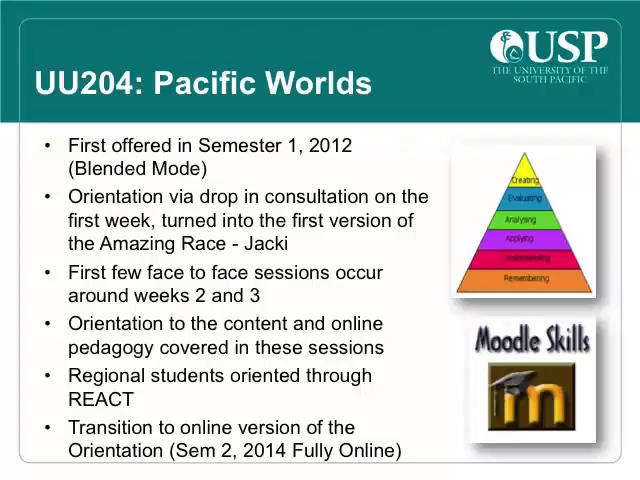 USP
THE UNIVERSITY OF THE
SOUTH PACIFIC
UU204: Pacific Worlds
• First offered in Semester 1, 2012
(Blended Mode)
• Orientation via drop in consultation on the
first week, turned into the first version of
the Amazing Race - Jacki
• First few face to face sessions occur
around weeks 2 and 3
• Orientation to the content and online
pedagogy covered in these sessions
• Regional students oriented through
REACT
• Transition to online version of the
Orientation (Sem 2, 2014 Fully Online)
Creating
Evaluating
Analysing
Applying
Understanding
Remembering
Moodle Skills
m